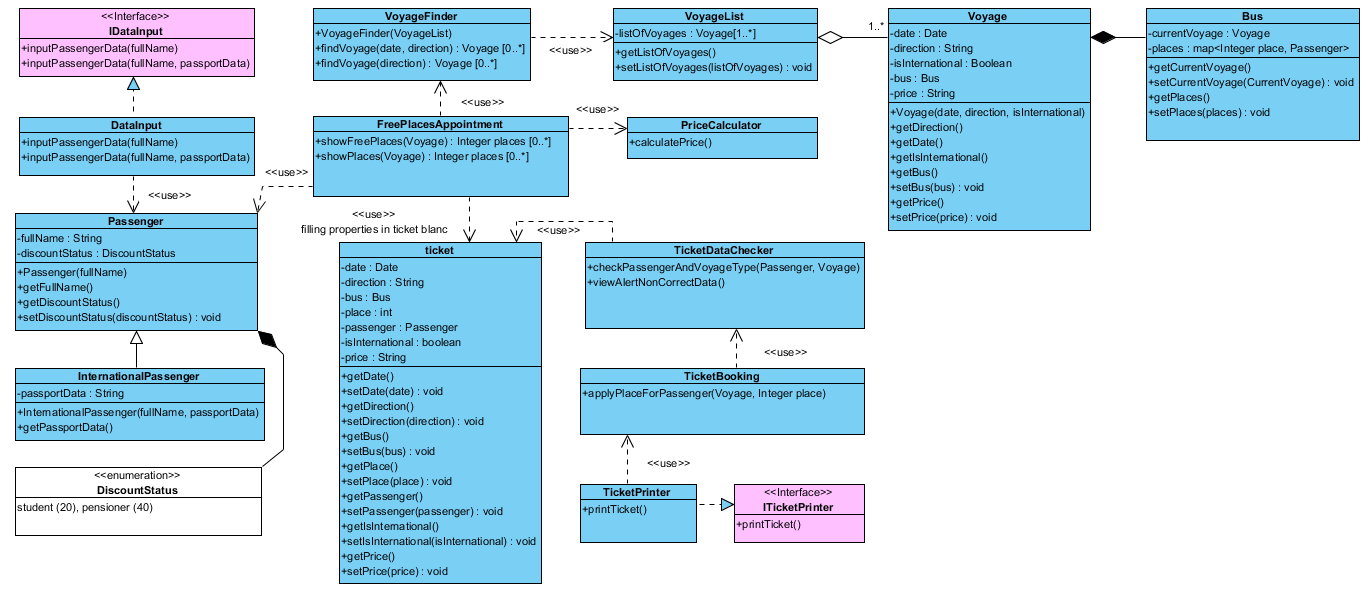 <<Interface>>
IDataInput
+inputPassengerData(fullName)
+inputPassengerData(fullName, passportData)
DataInput
+inputPassengerData(fullName)
+inputPassengerData(fullName, passportData)
<<use>>
Passenger
-fullName : String
-discountStatus : DiscountStatus
+Passenger(fullName)
+getFullName()
+getDiscountStatus()
+setDiscountStatus(discountStatus) : void
InternationalPassenger
-passportData : String
+InternationalPassenger(fullName, passportData)
+getPassportData()
<<enumeration>>
DiscountStatus
student (20), pensioner (40)
VoyageFinder
+VoyageFinder(VoyageList)
+findVoyage(date, direction) : Voyage [0..*]
+findVoyage(direction) : Voyage [0..*]
<<use>>
<<use>>
FreePlacesAppointment
+showFreePlaces(Voyage) : Integer places [0..*]
+showPlaces(Voyage) : Integer places [0..*]
<<use>>
<<use>>
<<use>>
filling properties in ticket blanc
ticket
-date : Date
-direction : String
-bus : Bus
-place : int
-passenger : Passenger
-isInternational : boolean
-price : String
+getDate()
+setDate(date) : void
+getDirection()
+setDirection(direction) : void
+getBus()
+setBus(bus) : void
+getPlace()
+setPlace(place) : void
+getPassenger()
+setPassenger(passenger) : void
+getIsInternational()
+setIsInternational(isInternational) : void
+getPrice()
+setPrice(price) : void
VoyageList
-listOfVoyages : Voyage[1..*]
+getListOfVoyages()
+setListOfVoyages(listOfVoyages) : void
1..*
PriceCalculator
+calculatePrice()
<<use>>
TicketDataChecker
+checkPassengerAndVoyageType(Passenger, Voyage)
+viewAlertNonCorrectData()
<<use>>
TicketBooking
+applyPlaceForPassenger(Voyage, Integer place)
<<use>>
TicketPrinter
+printTicket()
<<Interface>>
ITicketPrinter
+printTicket()
Voyage
-date : Date
-direction : String
-isInternational : Boolean
-bus : Bus
-price : String
+Voyage(date, direction, isInternational)
+getDirection()
+getDate()
+getIsInternational()
+getBus()
+setBus(bus) : void
+getPrice()
+setPrice(price) : void
Bus
-currentVoyage : Voyage
-places : map<Integer place, Passenger>
+getCurrentVoyage()
+setCurrentVoyage(CurrentVoyage) : void
+getPlaces()
+setPlaces(places) : void